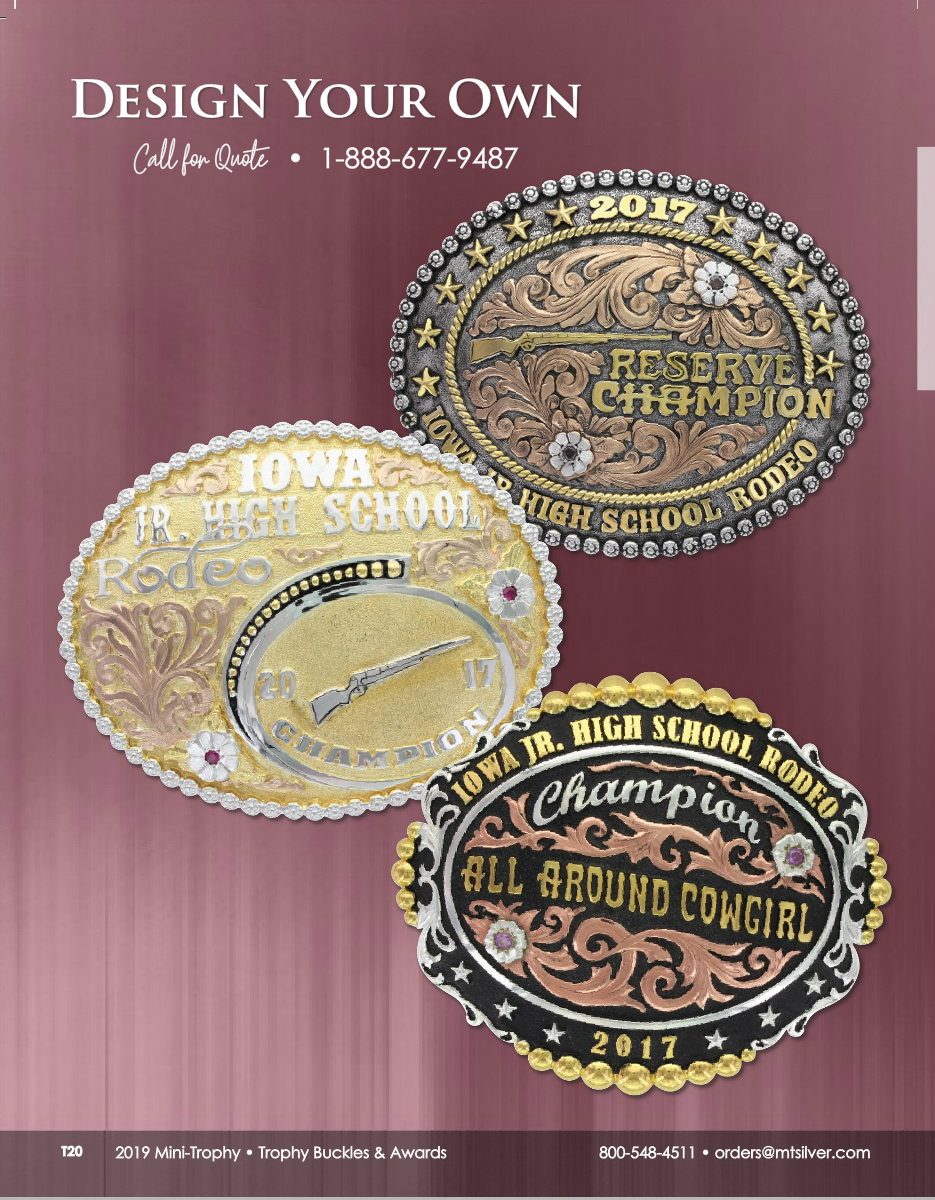 DESIGN YOUR OWN
Call for Quote • 1-888-677-9487
2017
RESERVE
CHAMPION
IOWA JR HIGH SCHOOL RODEO
IOWA
JR. HIGH SCHOOL
Rodeo
20 17
CHAMPION
IOWA JR. HIGH SCHOOL RODEO
Champion
ALL AROUND COWGIRL
2017
T20 2019 Mini-Trophy • Trophy Buckles & Awards 800-548-4511 • orders@mtsilver.com